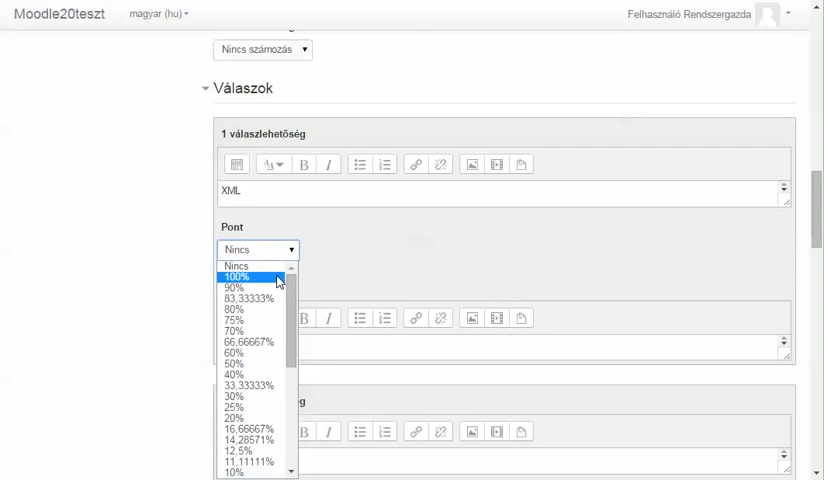 Moodle20teszt magyar (hu) Felhasználó Rendszergazda
Nincs számozás
Válaszok
1 válaszlehetőség
B I
XML
Pont
Nincs
Nincs
100%
90%
83,33333%
80%
75%
70%
66,66667%
60%
50%
40%
33,33333%
30%
25%
20%
16,66667%
14,28571%
12,5%
11,11111%
10%
B I
B I